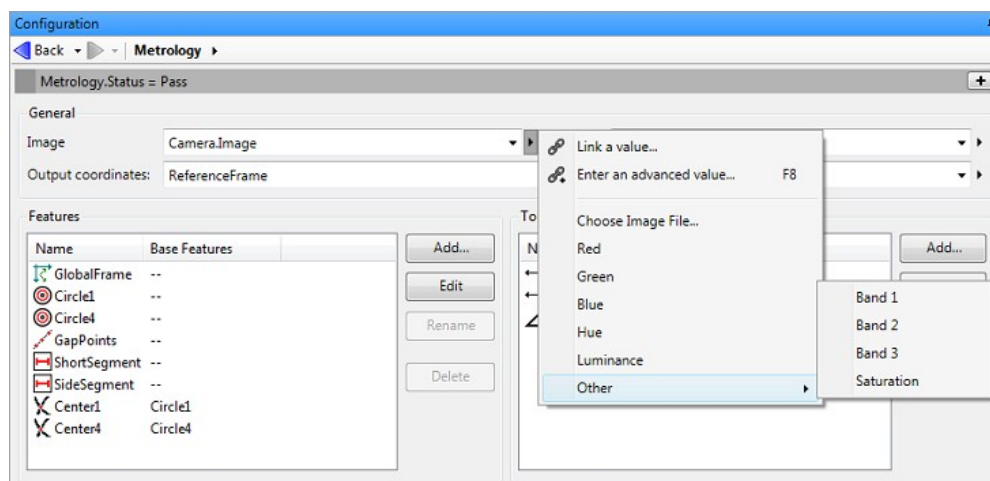 Configuration
Back Metrology
Metrology.Status = Pass
General
Image Camera.Image
Output coordinates: ReferenceFrame
Link a value...
Enter an advanced value... F8
Choose Image File...
Red
Green
Blue
Hue
Luminance
Other
Band 1
Band 2
Band 3
Saturation
Features
Name Base Features
GlobalFrame --
Circle1 --
Circle4 --
GapPoints --
ShortSegment --
SideSegment --
Center1 Circle1
Center4 Circle4
Add...
Edit
Rename
Delete
To
N
Add...